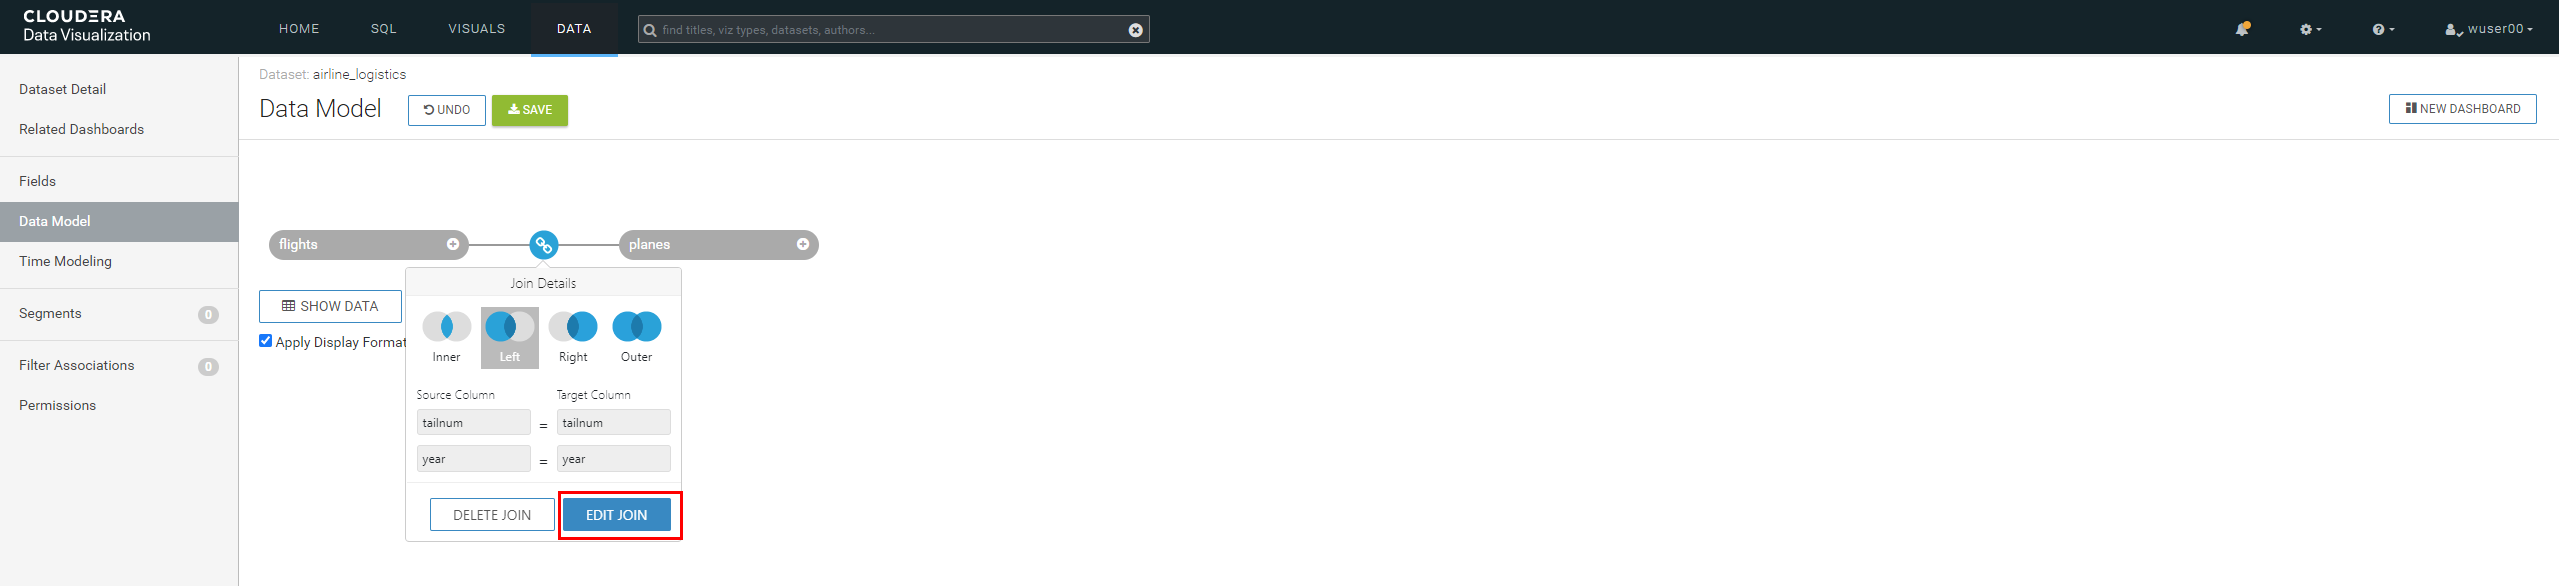 CLOUDERA
Data Visualization
HOME SQL VISUALS DATA
find titles, viz types, datasets, authors...
wuser00
Dataset Detail
Related Dashboards
Fields
Data Model
Time Modeling
Segments 0
Filter Associations 0
Permissions
Dataset: airline_logistics
Data Model
UNDO
SAVE
NEW DASHBOARD
flights
planes
SHOW DATA
Apply Display Format
Join Details
Inner Left Right Outer
Source Column Target Column
tailnum = tailnum
year = year
DELETE JOIN
EDIT JOIN